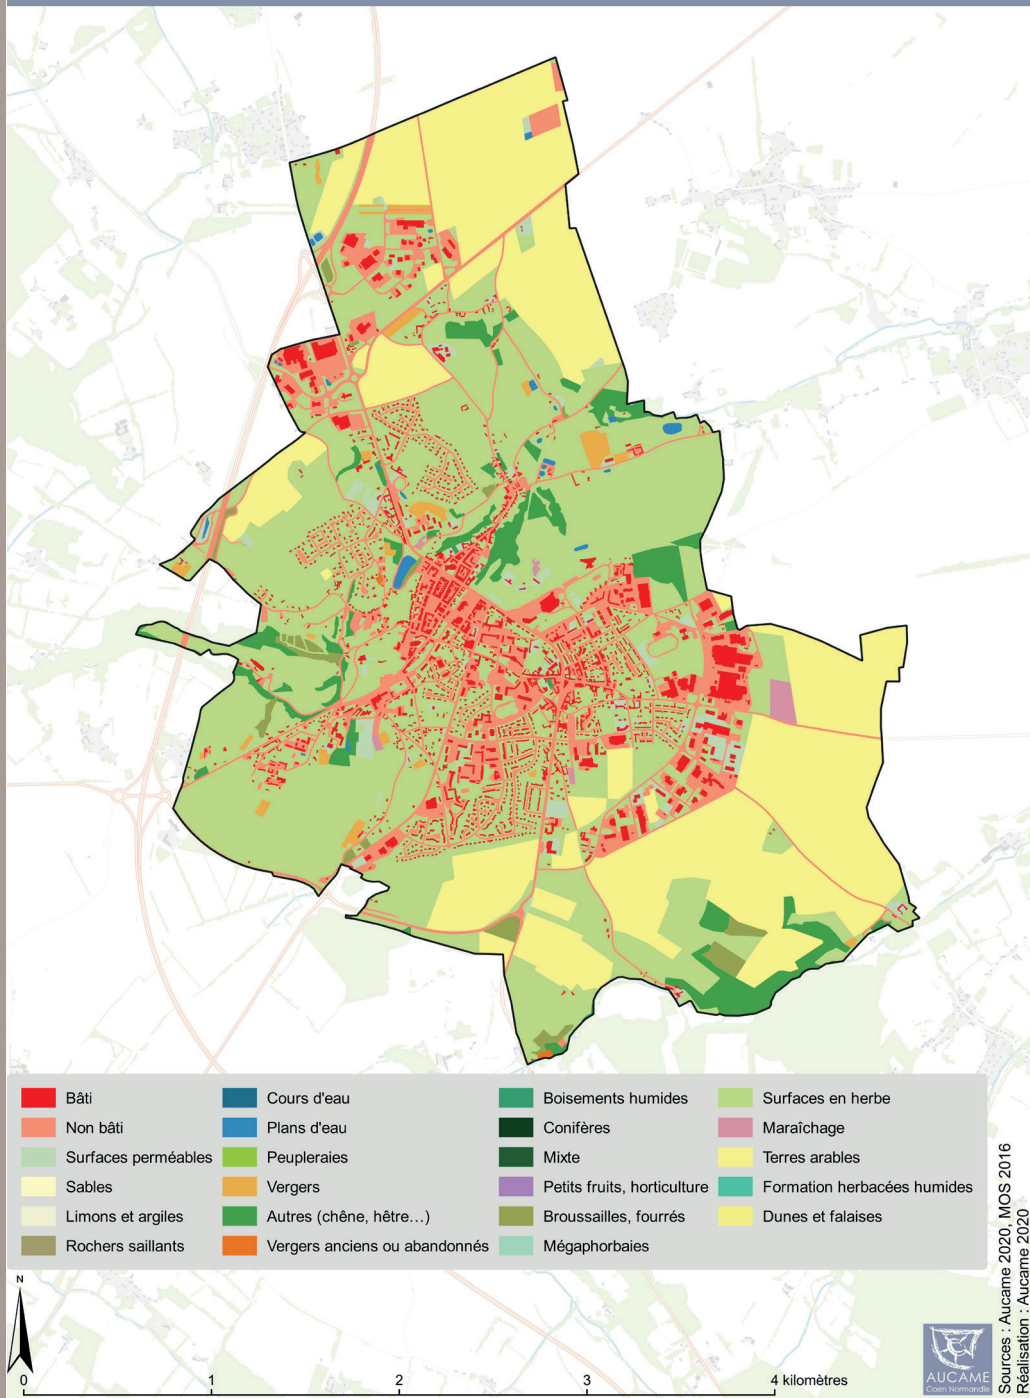 Bâti
Non bâti
Surfaces perméables
Sables
Limons et argiles
Rochers saillants
Cours d'eau
Plans d'eau
Peupleraies
Vergers
Autres (chêne, hêtre…)
Vergers anciens ou abandonnés
Boisements humides
Conifères
Mixte
Petits fruits, horticulture
Broussailles, fourrés
Mégaphorbaies
Surfaces en herbe
Maraîchage
Terres arables
Formation herbacées humides
Dunes et falaises
N
0 1 2 3 4 kilomètres
AUCAME
Caen Normandie
Sources : Aucame 2020, MOS 2016
Réalisation : Aucame 2020